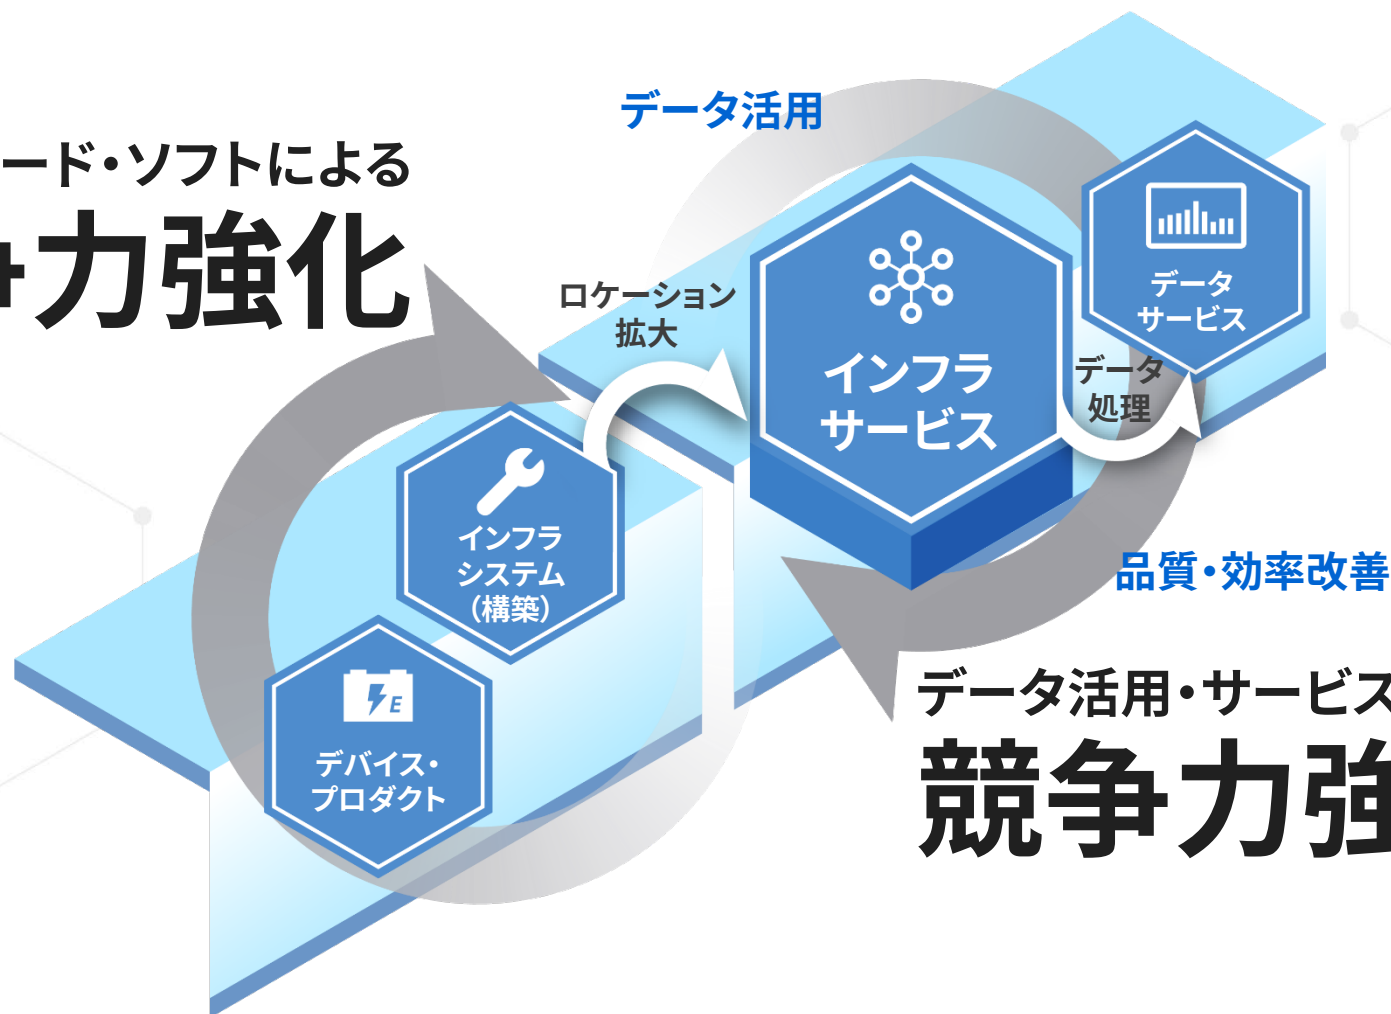 データ活用
ード・ソフトによる
力強化
ロケーション
拡大
データ
サービス
インフラ
サービス
データ
処理
インフラ
システム
（構築）
E
デバイス・
プロダクト
品質・効率改善
データ活用・サービス
競争力強